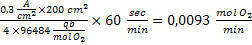 0,3 A/cm² ×200 cm² / 4 ×96484 qb/mol O₂ ×60 sec/min =0,0093 mol O₂/min